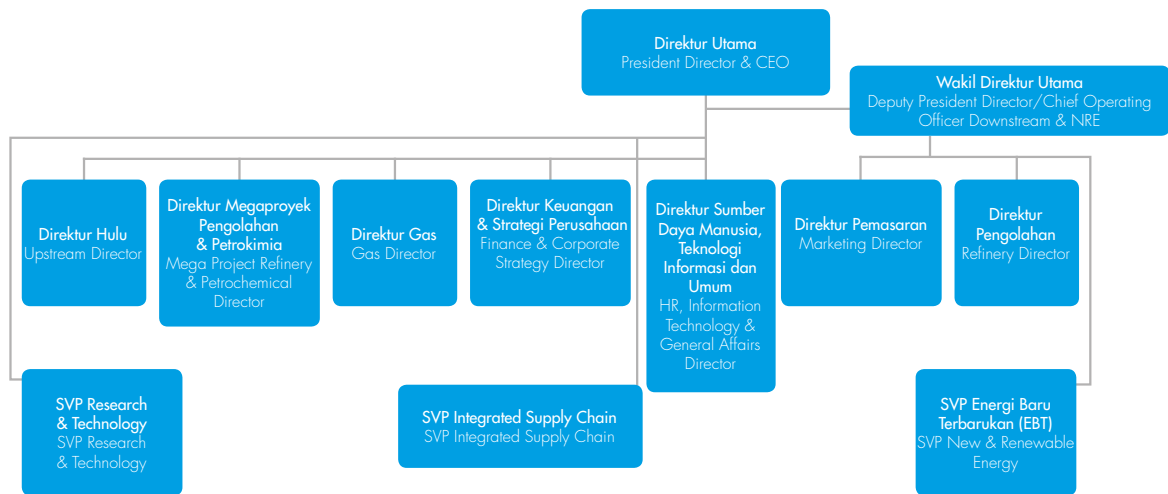 Direktur Utama
President Director & CEO
Wakil Direktur Utama
Deputy President Director/Chief Operating
Officer Downstream & NRE
Direktur Hulu
Upstream Director
Direktur Megaproyek
Pengolahan
& Petrokimia
Mega Project Refinery
& Petrochemical
Director
Direktur Gas
Gas Director
Direktur Keuangan
& Strategi Perusahaan
Finance & Corporate
Strategy Director
Direktur Sumber
Daya Manusia,
Teknologi
Informasi dan
Umum
HR, Information
Technology &
General Affairs
Director
Direktur Pemasaran
Marketing Director
Direktur
Pengolahan
Refinery Director
SVP Research
& Technology
SVP Research
& Technology
SVP Integrated Supply Chain
SVP Integrated Supply Chain
SVP Energi Baru
Terbarukan (EBT)
SVP New & Renewable
Energy